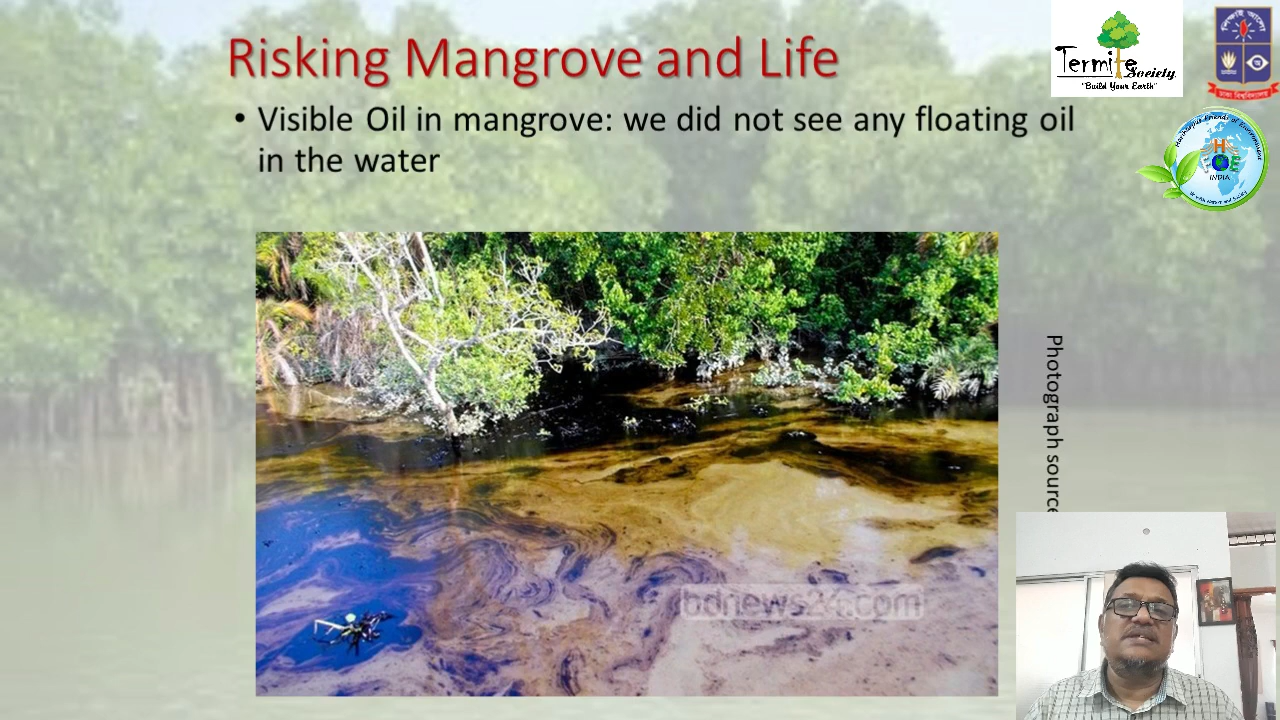 Risking Mangrove and Life
• Visible Oil in mangrove: we did not see any floating oil
in the water
Termite
Society
"Build Your Earth"
INDIA
Photograph source
bdnews24.com